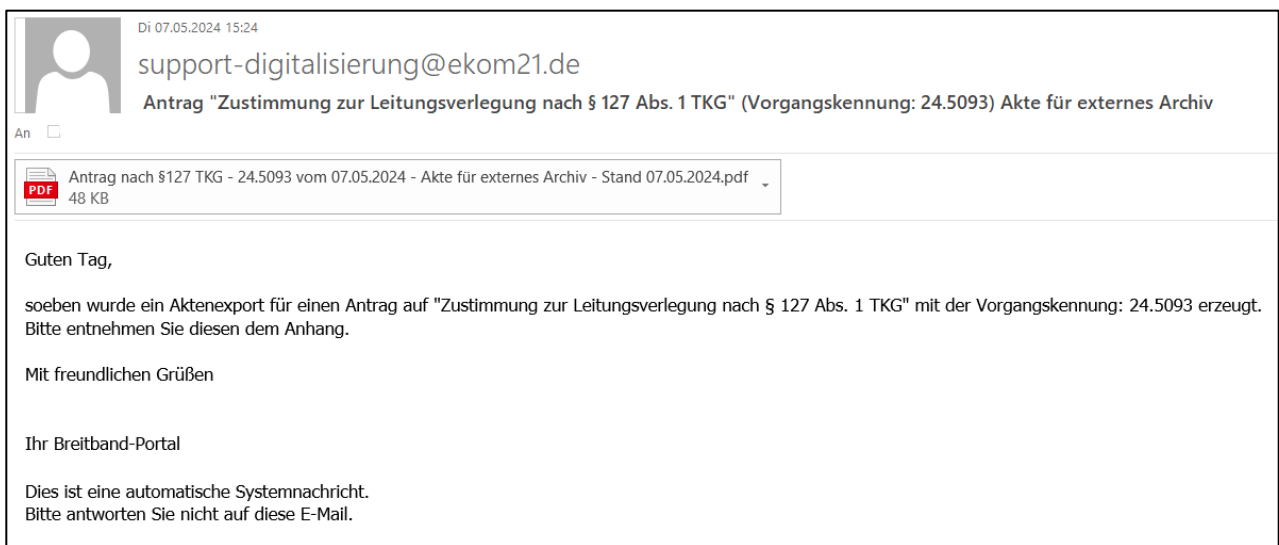 Di 07.05.2024 15:24
support-digitalisierung@ekom21.de
Antrag "Zustimmung zur Leitungsverlegung nach § 127 Abs. 1 TKG" (Vorgangskennung: 24.5093) Akte für externes Archiv
An
Antrag nach §127 TKG - 24.5093 vom 07.05.2024 - Akte für externes Archiv - Stand 07.05.2024.pdf
PDF
48 KB
Guten Tag,
soeben wurde ein Aktenexport für einen Antrag auf "Zustimmung zur Leitungsverlegung nach § 127 Abs. 1 TKG" mit der Vorgangskennung: 24.5093 erzeugt.
Bitte entnehmen Sie diesen dem Anhang.
Mit freundlichen Grüßen
Ihr Breitband-Portal
Dies ist eine automatische Systemnachricht.
Bitte antworten Sie nicht auf diese E-Mail.